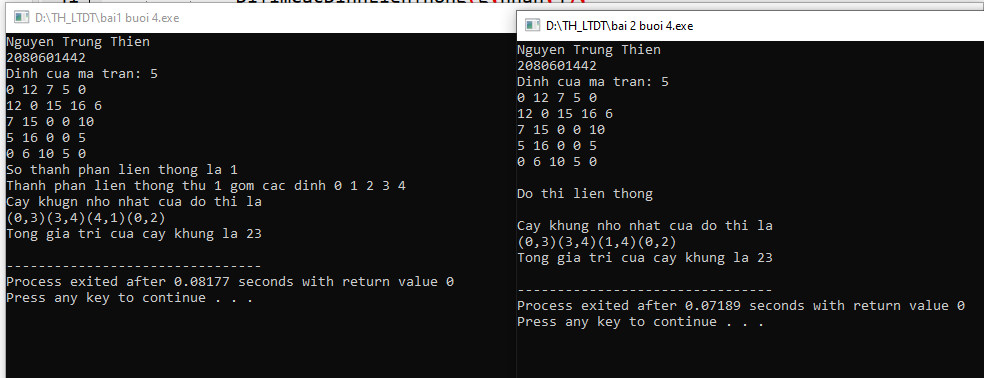 D:\TH_LTDT\bai1 buoi 4.exe
Nguyen Trung Thien
2080601442
Dinh cua ma tran: 5
0 12 7 5 0
12 0 15 16 6
7 15 0 0 10
5 16 0 0 5
0 6 10 5 0
So thanh phan lien thong la 1
Thanh phan lien thong thu 1 gom cac dinh 0 1 2 3 4
Cay khugn nho nhat cua do thi la
(0,3)(3,4)(4,1)(0,2)
Tong gia tri cua cay khung la 23
--------------------------------
Process exited after 0.08177 seconds with return value 0
Press any key to continue . . .
D:\TH_LTDT\bai 2 buoi 4.exe
Nguyen Trung Thien
2080601442
Dinh cua ma tran: 5
0 12 7 5 0
12 0 15 16 6
7 15 0 0 10
5 16 0 0 5
0 6 10 5 0
Do thi lien thong
Cay khung nho nhat cua do thi la
(0,3)(3,4)(1,4)(0,2)
Tong gia tri cua cay khung la 23
--------------------------------
Process exited after 0.07189 seconds with return value 0
Press any key to continue . . .